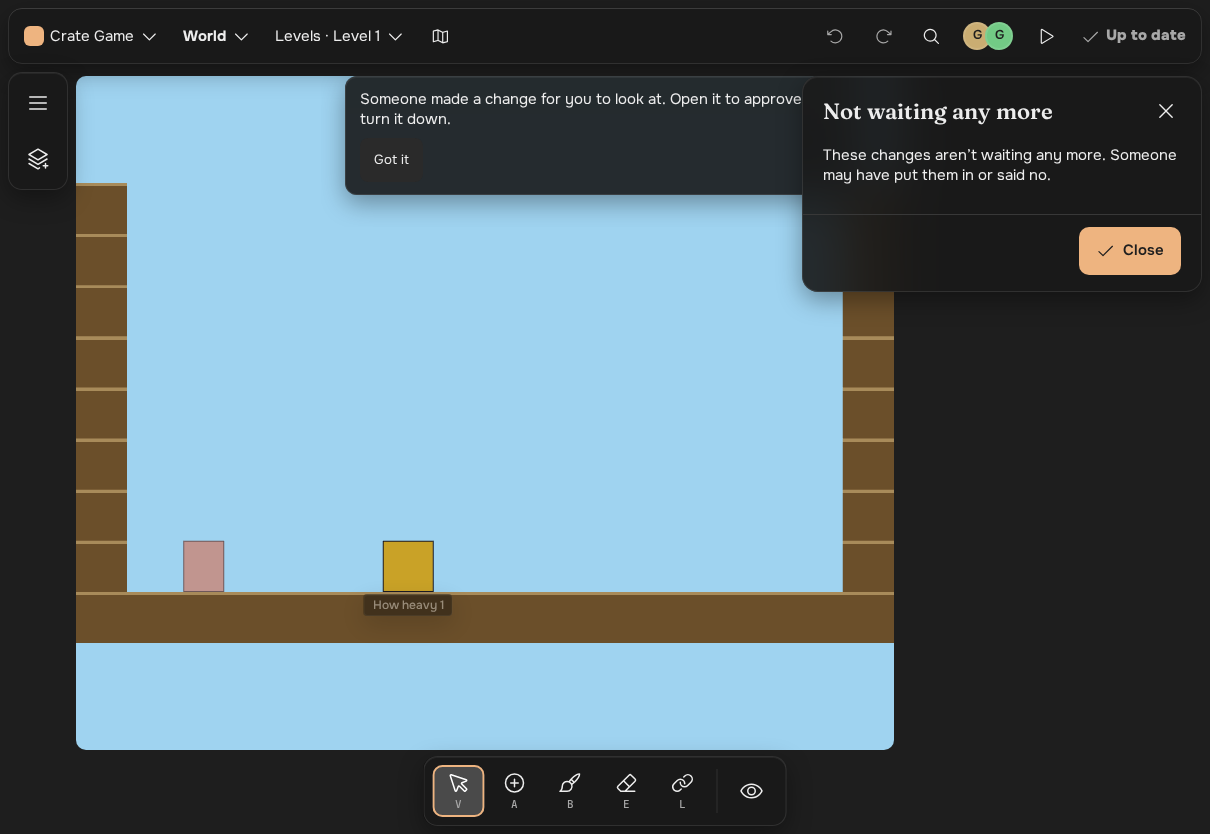 Crate Game
World
Levels · Level 1
G
G
Up to date
Someone made a change for you to look at. Open it to approve
turn it down.
Got it
Not waiting any more
These changes aren’t waiting any more. Someone
may have put them in or said no.
Close
How heavy 1
V
A
B
E
L